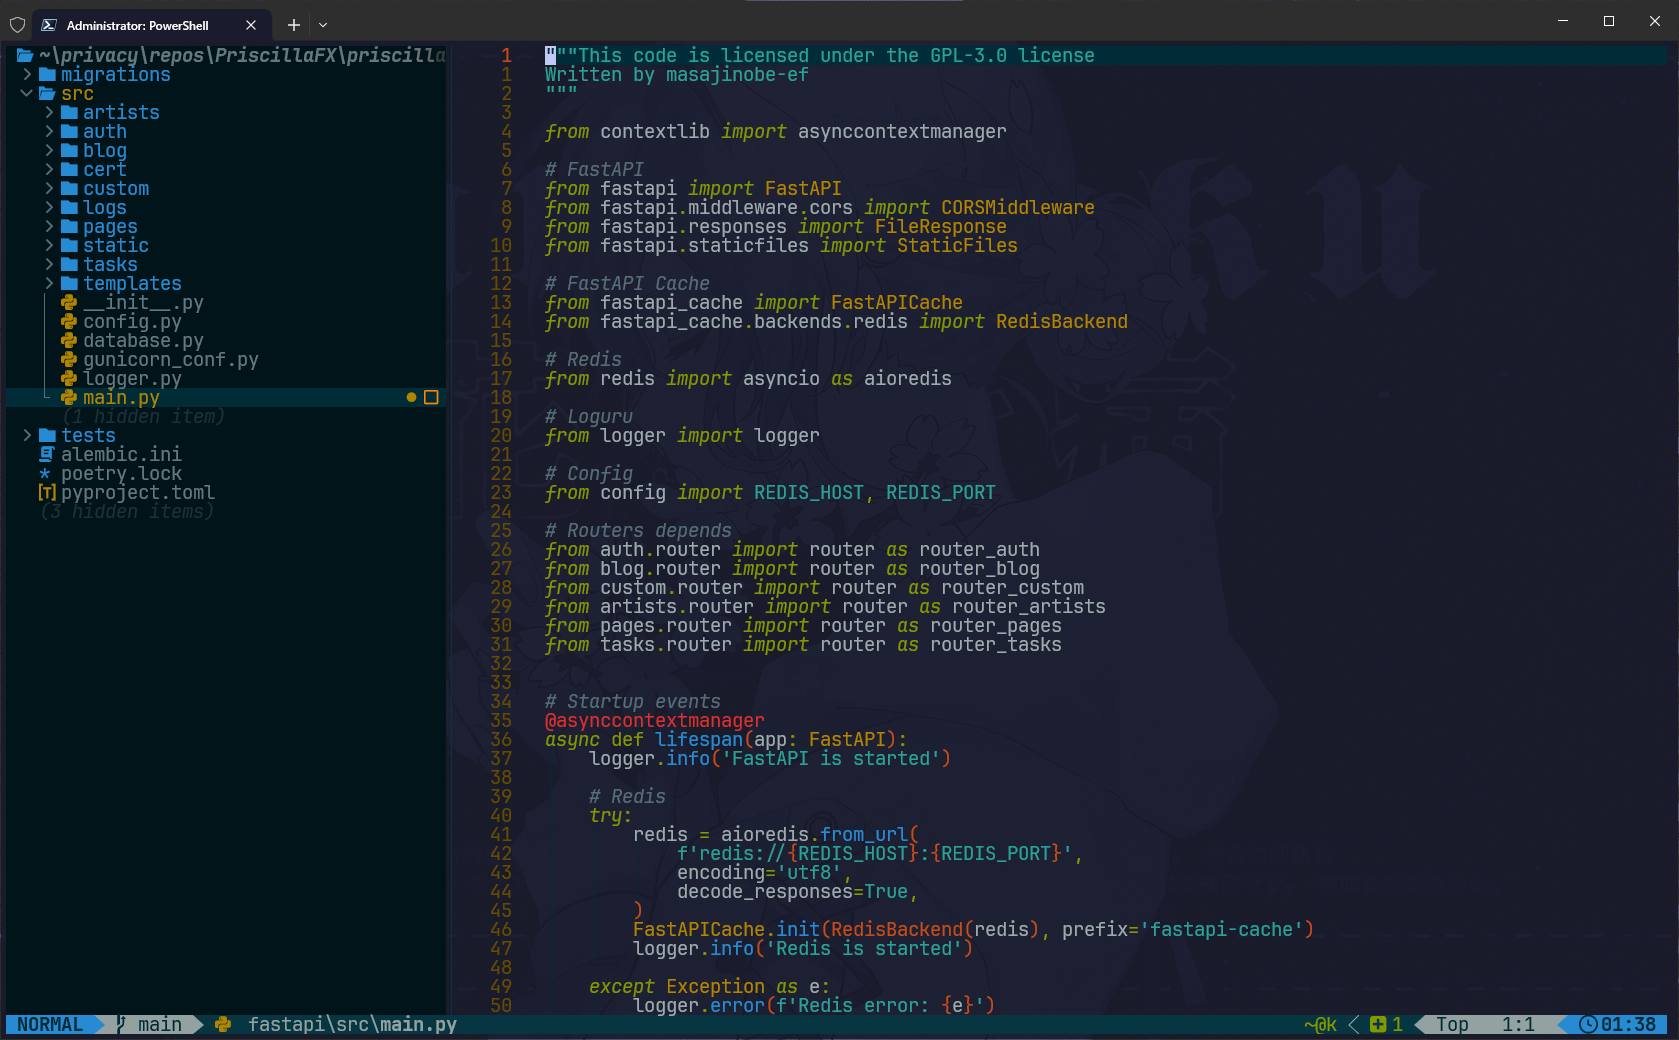 Administrator: PowerShell
~\privacy\repos\PriscillaFX\priscilla
migrations
src
artists
auth
blog
cert
custom
logs
pages
static
tasks
templates
__init__.py
config.py
database.py
gunicorn_conf.py
logger.py
main.py
(1 hidden item)
tests
alembic.ini
poetry.lock
[T] pyproject.toml
(3 hidden items)
1 """This code is licensed under the GPL-3.0 license
1 Written by masajinobe-ef
2 """
3
4 from contextlib import asynccontextmanager
5
6 # FastAPI
7 from fastapi import FastAPI
8 from fastapi.middleware.cors import CORSMiddleware
9 from fastapi.responses import FileResponse
10 from fastapi.staticfiles import StaticFiles
11
12 # FastAPI Cache
13 from fastapi_cache import FastAPICache
14 from fastapi_cache.backends.redis import RedisBackend
15
16 # Redis
17 from redis import asyncio as aioredis
18
19 # Loguru
20 from logger import logger
21
22 # Config
23 from config import REDIS_HOST, REDIS_PORT
24
25 # Routers depends
26 from auth.router import router as router_auth
27 from blog.router import router as router_blog
28 from custom.router import router as router_custom
29 from artists.router import router as router_artists
30 from pages.router import router as router_pages
31 from tasks.router import router as router_tasks
32
33
34 # Startup events
35 @asynccontextmanager
36 async def lifespan(app: FastAPI):
37     logger.info('FastAPI is started')
38
39     # Redis
40     try:
41         redis = aioredis.from_url(
42             f'redis://{REDIS_HOST}:{REDIS_PORT}',
43             encoding='utf8',
44             decode_responses=True,
45         )
46         FastAPICache.init(RedisBackend(redis), prefix='fastapi-cache')
47         logger.info('Redis is started')
48
49     except Exception as e:
50         logger.error(f'Redis error: {e}')
NORMAL main fastapi\src\main.py ~@k 1 Top 1:1 01:38